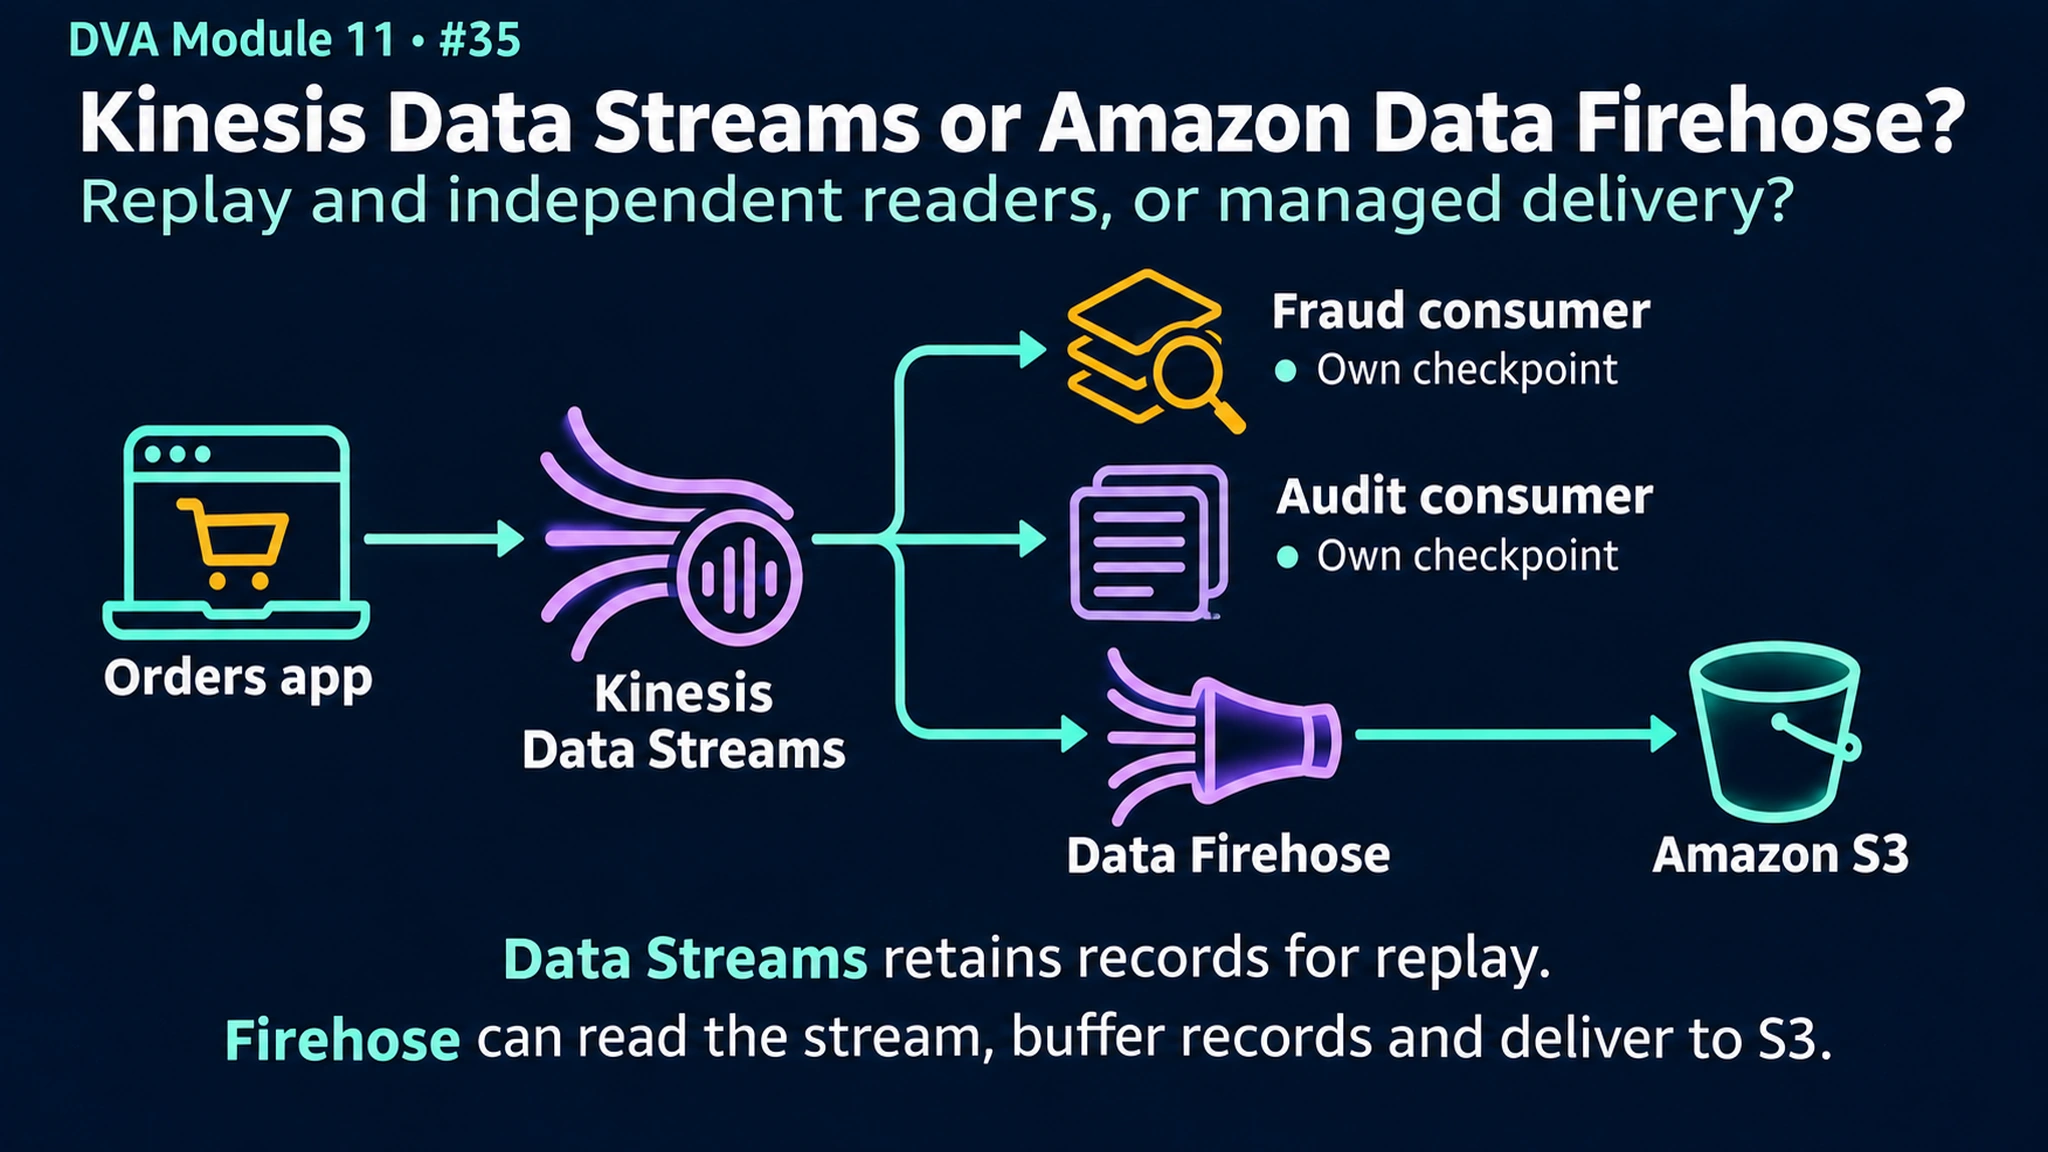 DVA Module 11 • #35
Kinesis Data Streams or Amazon Data Firehose?
Replay and independent readers, or managed delivery?
Fraud consumer
• Own checkpoint
Audit consumer
• Own checkpoint
Orders app
Kinesis
Data Streams
Data Firehose
Amazon S3
Data Streams retains records for replay.
Firehose can read the stream, buffer records and deliver to S3.